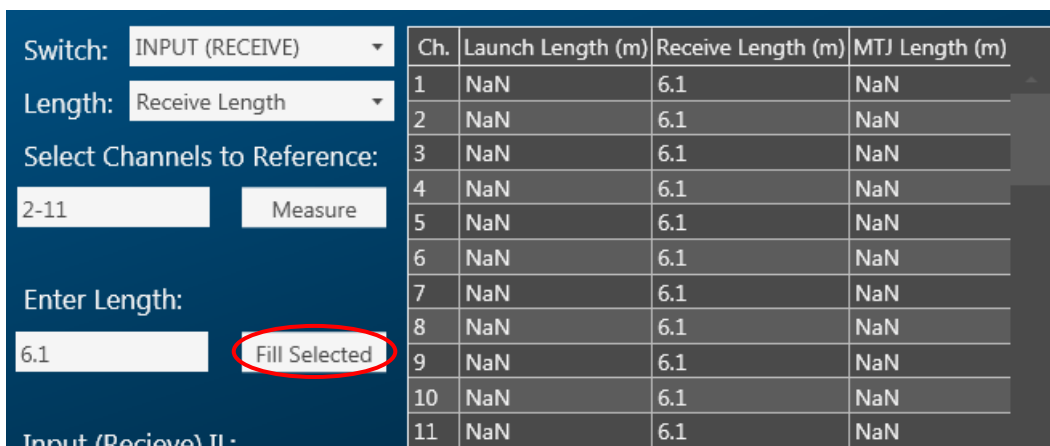 Switch: INPUT (RECEIVE)
Length: Receive Length
Select Channels to Reference:
2-11 Measure
Enter Length:
6.1 Fill Selected
Input (Recieve) IL:
Ch. Launch Length (m) Receive Length (m) MTJ Length (m)
1 NaN 6.1 NaN
2 NaN 6.1 NaN
3 NaN 6.1 NaN
4 NaN 6.1 NaN
5 NaN 6.1 NaN
6 NaN 6.1 NaN
7 NaN 6.1 NaN
8 NaN 6.1 NaN
9 NaN 6.1 NaN
10 NaN 6.1 NaN
11 NaN 6.1 NaN